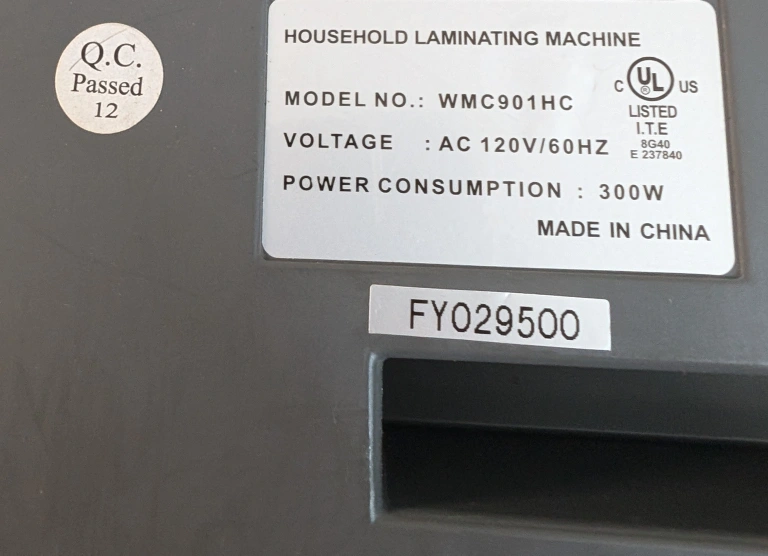 Q.C.
Passed
12
HOUSEHOLD LAMINATING MACHINE
MODEL NO.: WMC901HC
VOLTAGE : AC 120V/60HZ
POWER CONSUMPTION : 300W
MADE IN CHINA
C UL ® US
LISTED
I.T.E
8G40
E 237840
FY029500